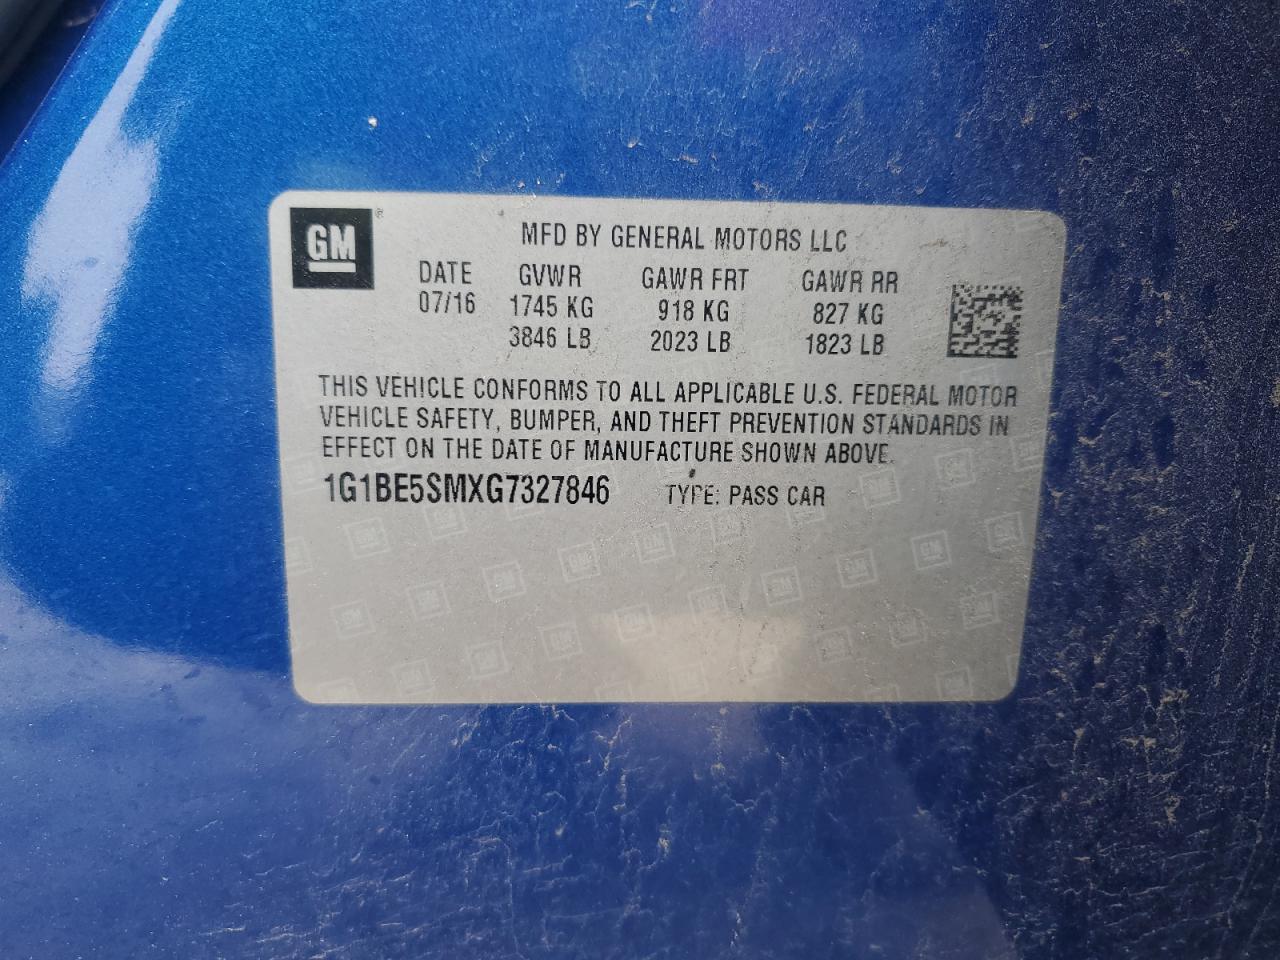 GM
MFD BY GENERAL MOTORS LLC
DATE GVWR GAWR FRT GAWR RR
07/16 1745 KG 918 KG 827 KG
3846 LB 2023 LB 1823 LB
THIS VEHICLE CONFORMS TO ALL APPLICABLE U.S. FEDERAL MOTOR
VEHICLE SAFETY, BUMPER, AND THEFT PREVENTION STANDARDS IN
EFFECT ON THE DATE OF MANUFACTURE SHOWN ABOVE.
1G1BE5SMXG7327846 TYPE: PASS CAR